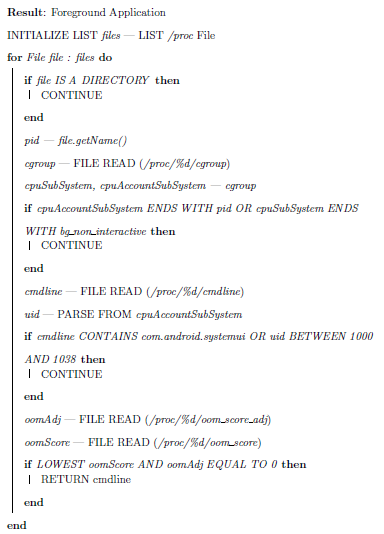 Result: Foreground Application
INITIALIZE LIST files — LIST /proc File
for File file : files do
if file IS A DIRECTORY then
CONTINUE
end
pid — file.getName()
cgroup — FILE READ (/proc/%d/cgroup)
cpuSubSystem, cpuAccountSubSystem — cgroup
if cpuAccountSubSystem ENDS WITH pid OR cpuSubSystem ENDS
WITH bg_non_interactive then
CONTINUE
end
cmdline — FILE READ (/proc/%d/cmdline)
uid — PARSE FROM cpuAccountSubSystem
if cmdline CONTAINS com.android.systemui OR uid BETWEEN 1000
AND 1038 then
CONTINUE
end
oomAdj — FILE READ (/proc/%d/oom_score_adj)
oomScore — FILE READ (/proc/%d/oom_score)
if LOWEST oomScore AND oomAdj EQUAL TO 0 then
RETURN cmdline
end
end